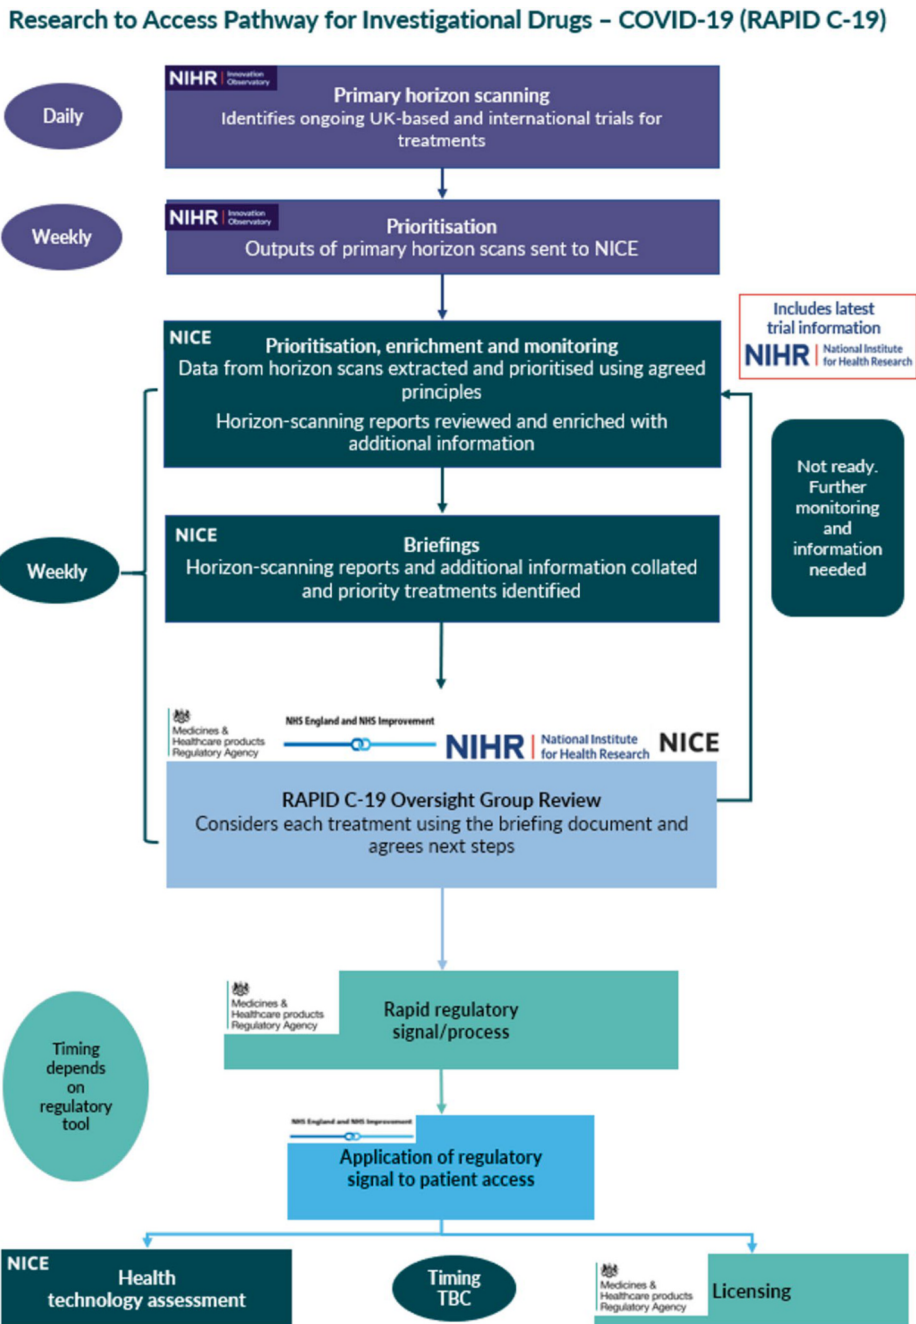 Research to Access Pathway for Investigational Drugs – COVID-19 (RAPID C-19)
NIHR | Innovation
Observatory
Primary horizon scanning
Identifies ongoing UK-based and international trials for
treatments
Daily
NIHR | Innovation
Observatory
Prioritisation
Outputs of primary horizon scans sent to NICE
Weekly
Includes latest
trial information
NIHR | National Institute
for Health Research
NICE
Prioritisation, enrichment and monitoring
Data from horizon scans extracted and prioritised using agreed
principles
Horizon-scanning reports reviewed and enriched with
additional information
Not ready.
Further
monitoring
and
information
needed
NICE
Briefings
Horizon-scanning reports and additional information collated
and priority treatments identified
Weekly
Medicines &
Healthcare products
Regulatory Agency
NHS England and NHS Improvement
NIHR | National Institute
for Health Research
NICE
RAPID C-19 Oversight Group Review
Considers each treatment using the briefing document and
agrees next steps
Medicines &
Healthcare products
Regulatory Agency
Rapid regulatory
signal/process
Timing
depends
on
regulatory
tool
NHS England and NHS Improvement
Application of regulatory
signal to patient access
NICE
Health
technology assessment
Timing
TBC
Medicines &
Healthcare products
Regulatory Agency
Licensing